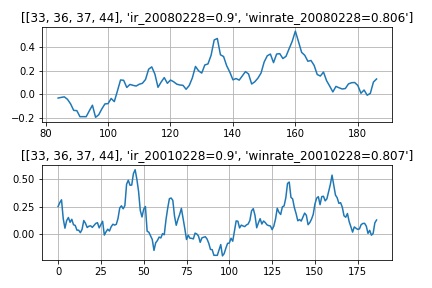 [[33, 36, 37, 44], 'ir_20080228=0.9', 'winrate_20080228=0.806']
0.4
0.2
0.0
−0.2
80 100 120 140 160 180
[[33, 36, 37, 44], 'ir_20010228=0.9', 'winrate_20010228=0.807']
0.50
0.25
0.00
0 25 50 75 100 125 150 175